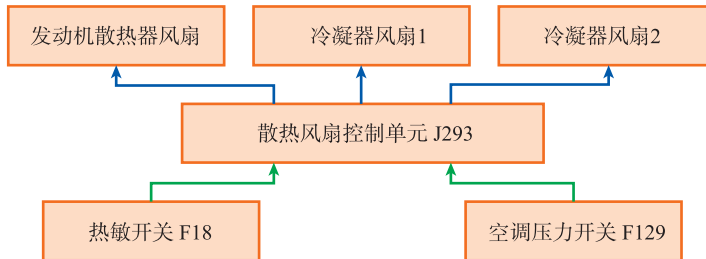 发动机散热器风扇
冷凝器风扇1
冷凝器风扇2
散热风扇控制单元 J293
热敏开关 F18
空调压力开关 F129